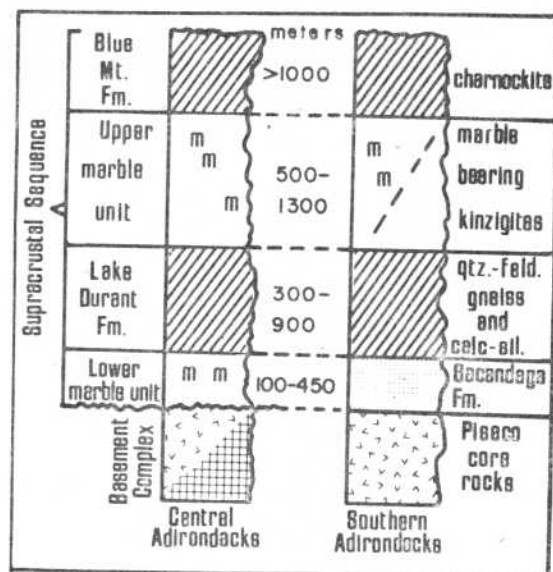 meters
Supracrustal Sequence
Blue
Mt.
Fm.
>1000
charnockite
Upper
marble
unit
m
m
m
500-
1300
m
m
marble
bearing
kinzigites
Lake
Durant
Fm.
300-
900
qtz.-feld.
gneiss
and
calc-sil.
Lower
marble unit
m m
100-450
Sacandaga
Fm.
Basement
Complex
Piseco
core
rocks
Central
Adirondacks
Southern
Adirondacks